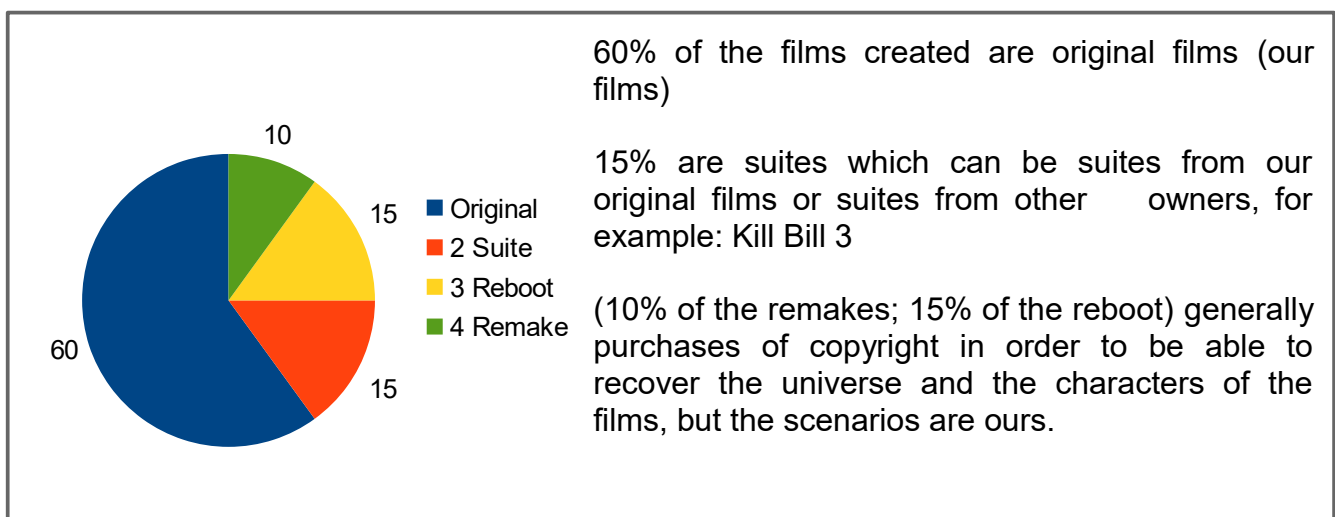 10
15
15
60
Original
2 Suite
3 Reboot
4 Remake
60% of the films created are original films (our
films)
15% are suites which can be suites from our
original films or suites from other owners, for
example: Kill Bill 3
(10% of the remakes; 15% of the reboot) generally
purchases of copyright in order to be able to
recover the universe and the characters of the
films, but the scenarios are ours.